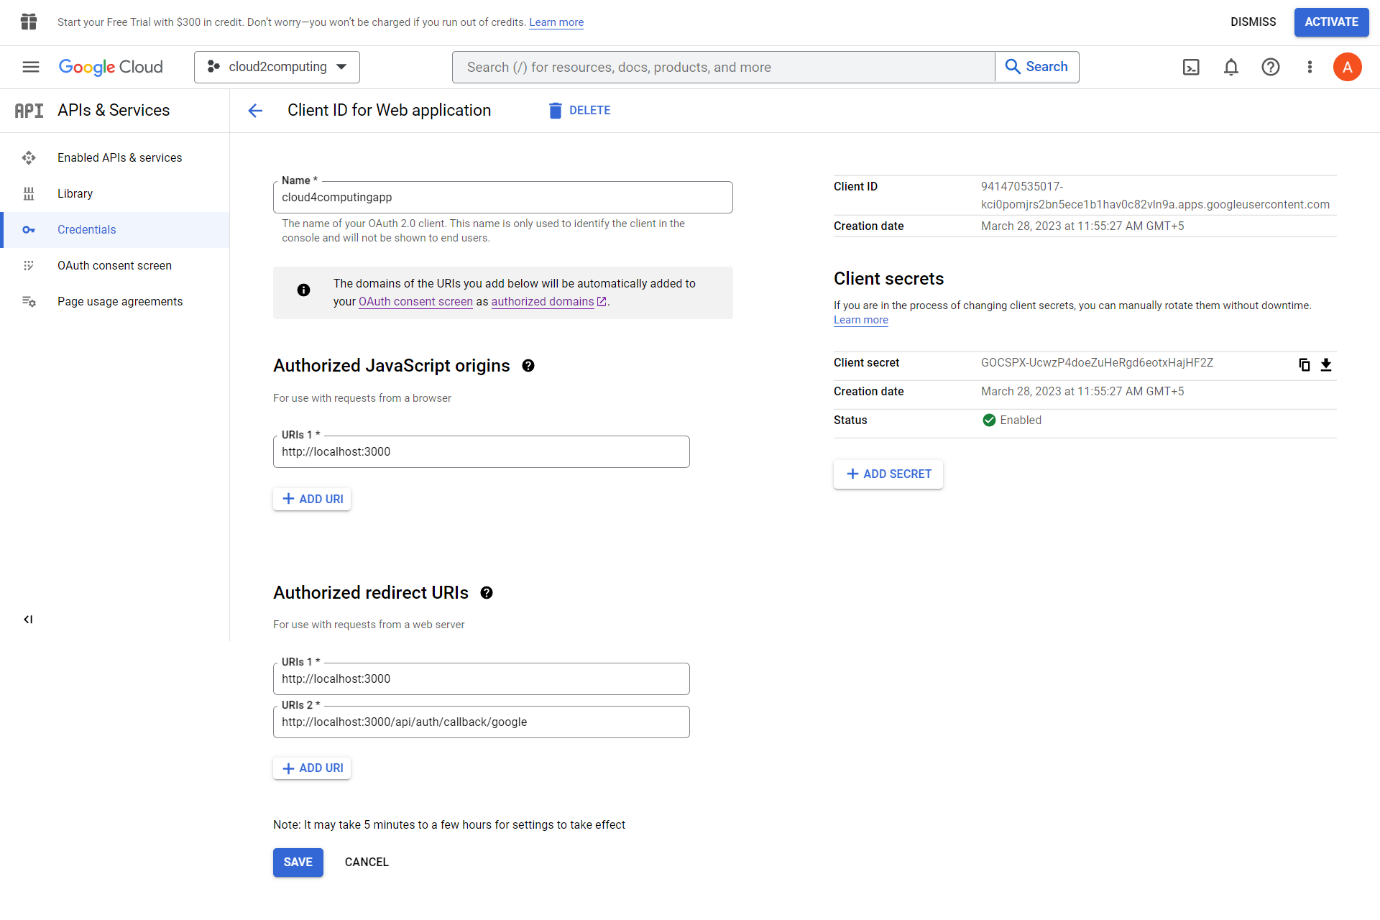 Start your Free Trial with $300 in credit. Don't worry—you won't be charged if you run out of credits. Learn more
DISMISS
ACTIVATE
Google Cloud
cloud2computing
Search (/) for resources, docs, products, and more
Search
A
API
APIs & Services
Client ID for Web application
DELETE
Enabled APIs & services
Library
Credentials
OAuth consent screen
Page usage agreements
Name *
cloud4computingapp
The name of your OAuth 2.0 client. This name is only used to identify the client in the
console and will not be shown to end users.
The domains of the URIs you add below will be automatically added to
your OAuth consent screen as authorized domains.
Authorized JavaScript origins
For use with requests from a browser
URIs 1 *
http://localhost:3000
+ ADD URI
Authorized redirect URIs
For use with requests from a web server
URIs 1 *
http://localhost:3000
URIs 2 *
http://localhost:3000/api/auth/callback/google
+ ADD URI
Note: It may take 5 minutes to a few hours for settings to take effect
SAVE
CANCEL
Client ID
941470535017-
kci0pomjrs2bn5ece1b1hav0c82vln9a.apps.googleusercontent.com
Creation date
March 28, 2023 at 11:55:27 AM GMT+5
Client secrets
If you are in the process of changing client secrets, you can manually rotate them without downtime.
Learn more
Client secret
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
Creation date
March 28, 2023 at 11:55:27 AM GMT+5
Status
Enabled
+ ADD SECRET